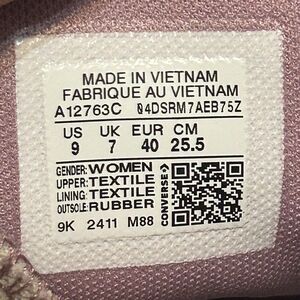 MADE IN VIETNAM
FABRIQUE AU VIETNAM
A12763C 04DSRM7AEB75Z
US UK EUR CM
9 7 40 25.5
GENDER: WOMEN
UPPER: TEXTILE
LINING: TEXTILE
OUTSOLE: RUBBER
CONVERSE
9K 2411 M88